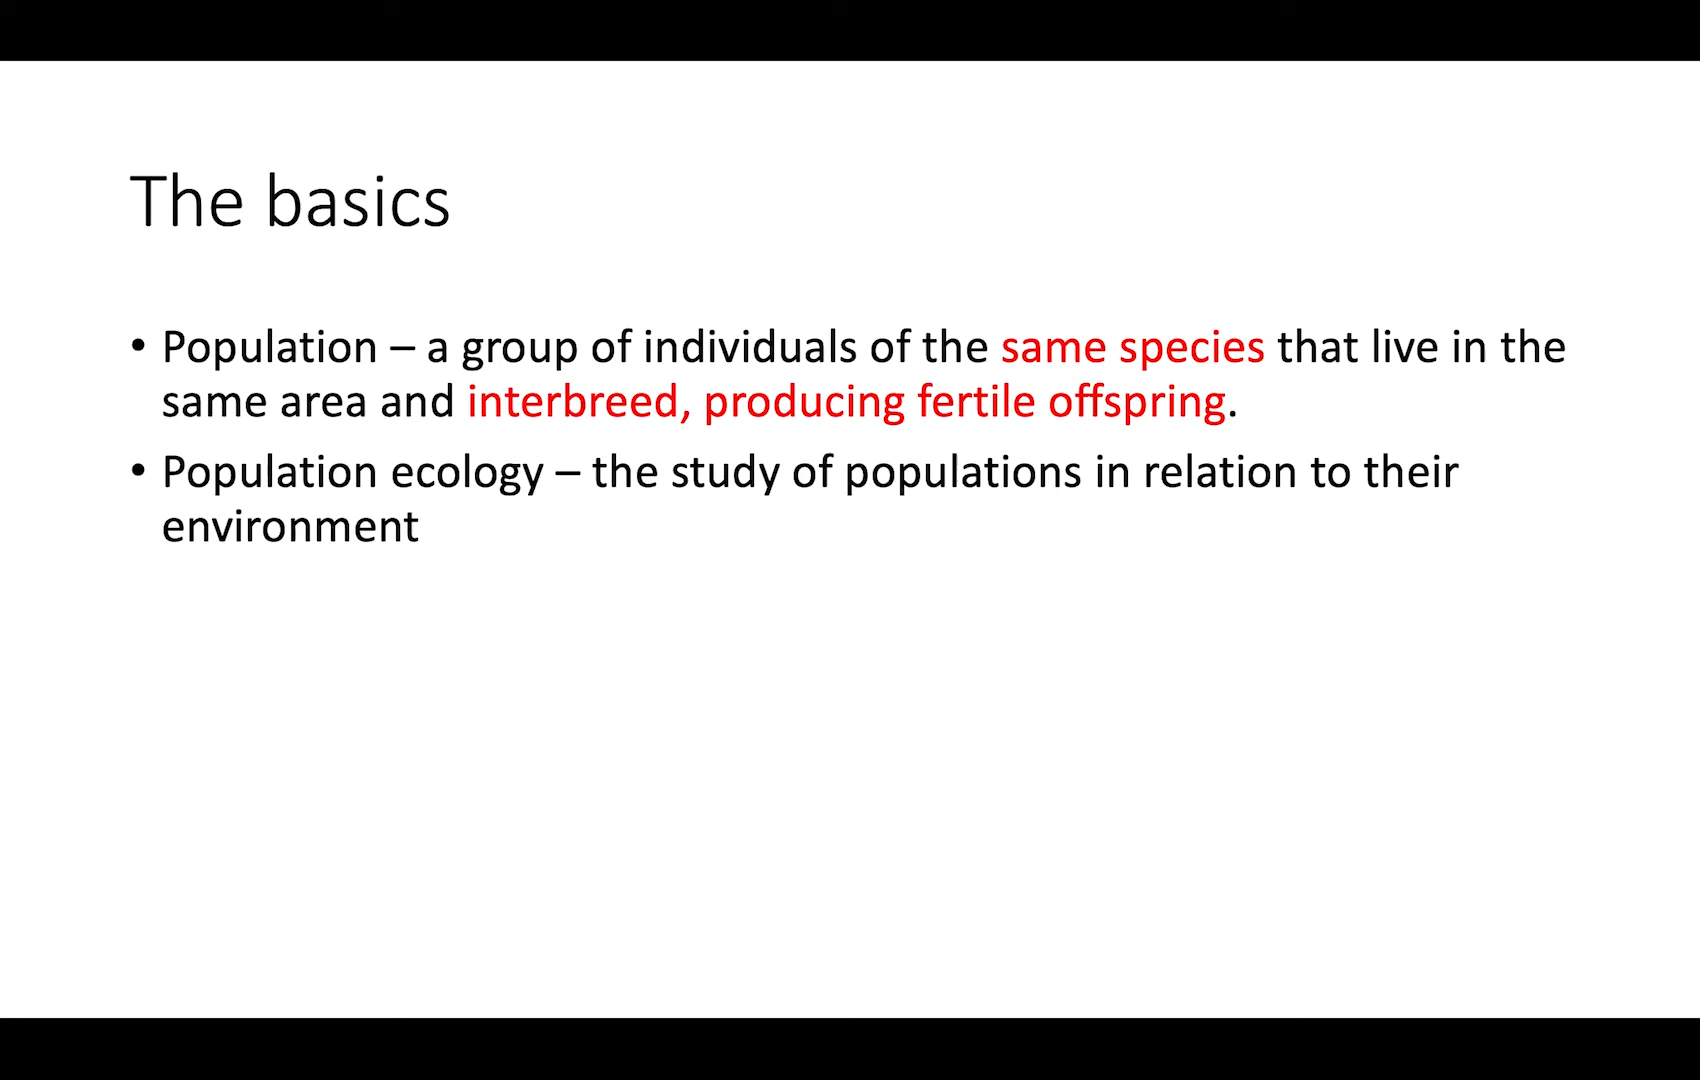 The basics
• Population – a group of individuals of the same species that live in the
same area and interbreed, producing fertile offspring.
• Population ecology – the study of populations in relation to their
environment